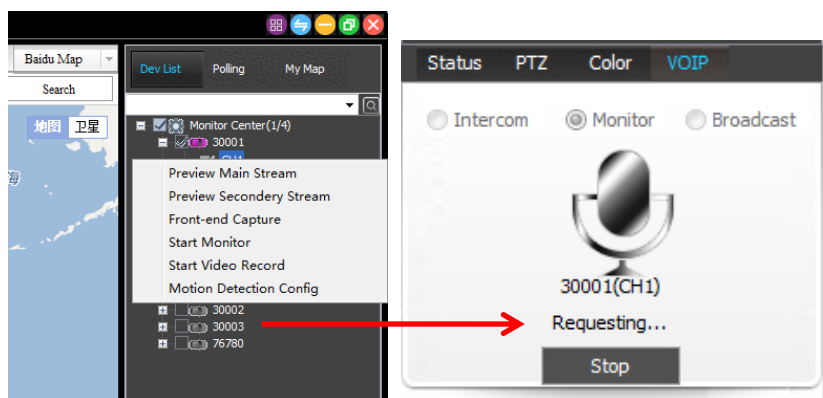 Baidu Map
Search
地图 卫星
Dev List Polling My Map
Monitor Center(1/4)
30001
CH1
Preview Main Stream
Preview Secondery Stream
Front-end Capture
Start Monitor
Start Video Record
Motion Detection Config
30002
30003
76780
Status PTZ Color VOIP
Intercom Monitor Broadcast
30001(CH1)
Requesting...
Stop